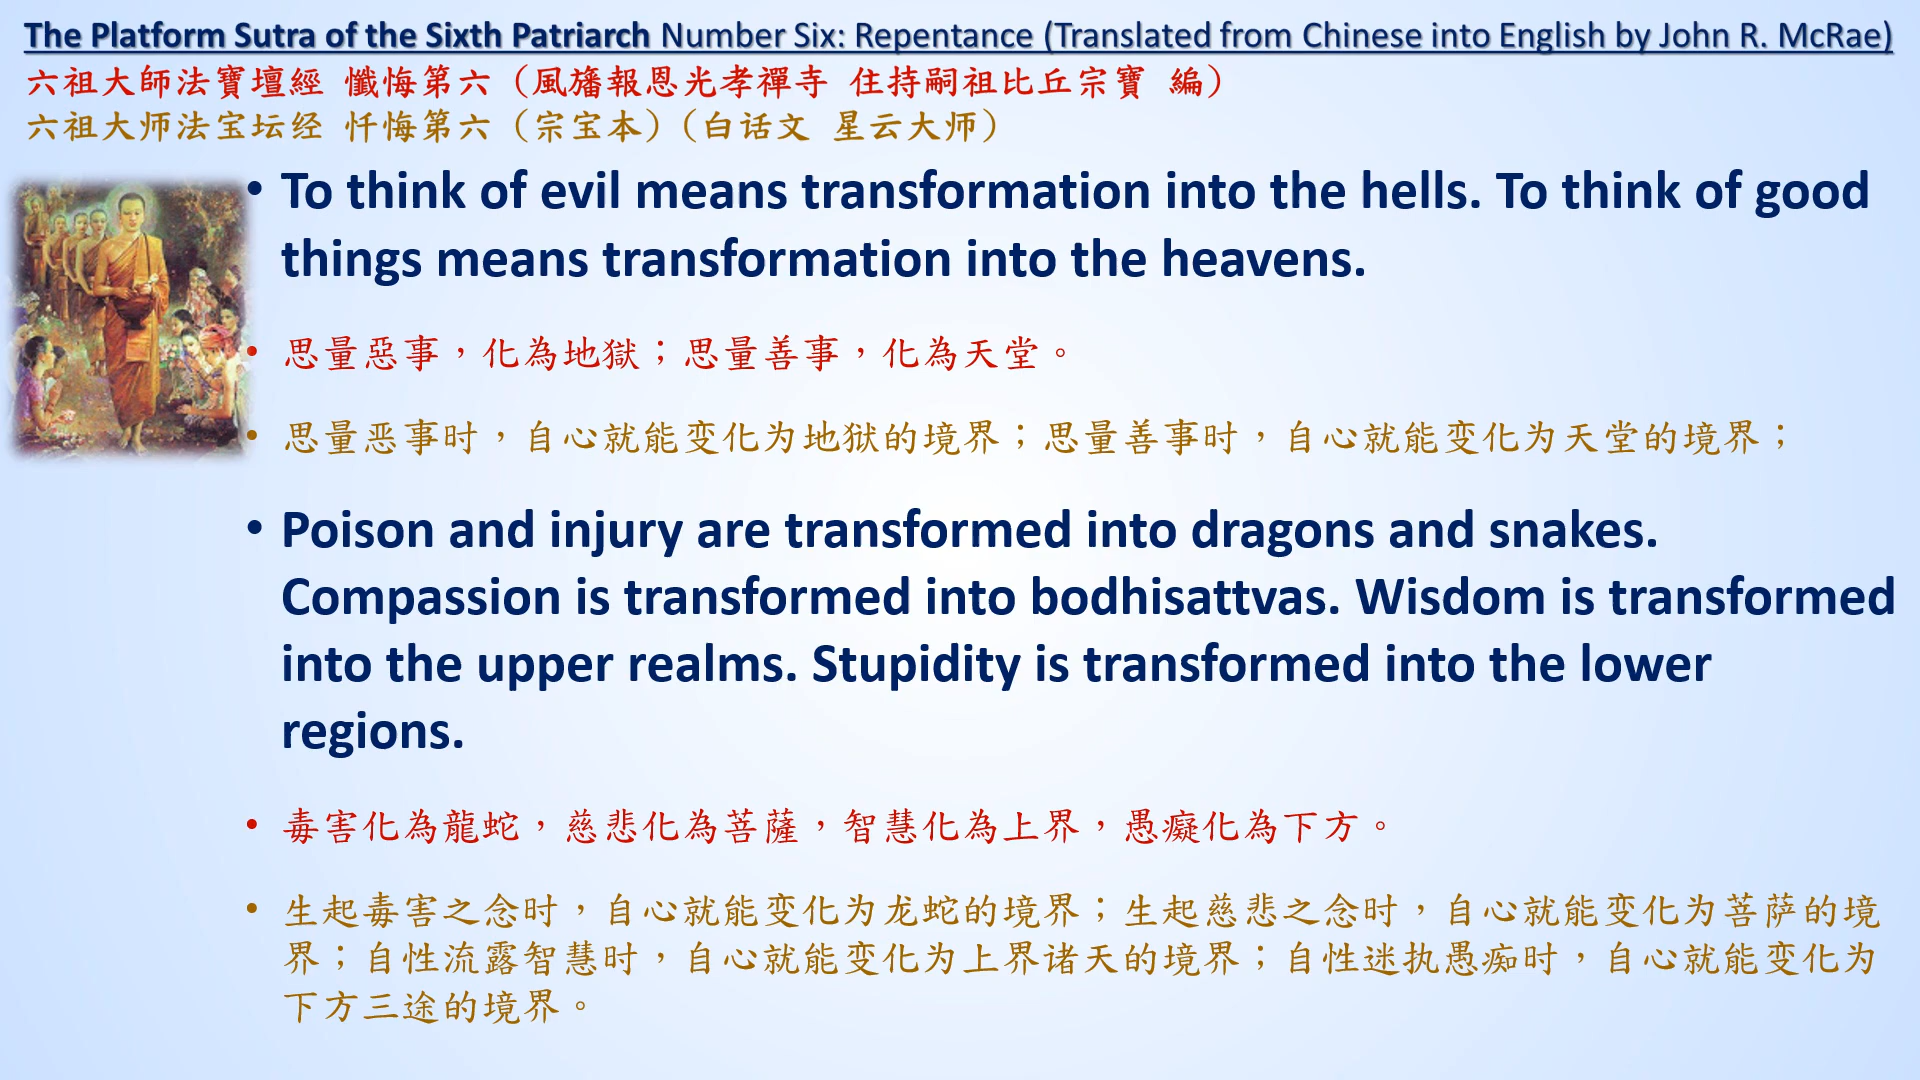 The Platform Sutra of the Sixth Patriarch Number Six: Repentance (Translated from Chinese into English by John R. McRae)
六祖大師法寶壇經 懺悔第六（風旛報恩光孝禪寺 住持嗣祖比丘宗寶 編）
六祖大师法宝坛经 忏悔第六（宗宝本）（白话文 星云大师）
• To think of evil means transformation into the hells. To think of good
things means transformation into the heavens.
• 思量惡事，化為地獄；思量善事，化為天堂。
• 思量恶事时，自心就能变化为地狱的境界；思量善事时，自心就能变化为天堂的境界；
• Poison and injury are transformed into dragons and snakes.
Compassion is transformed into bodhisattvas. Wisdom is transformed
into the upper realms. Stupidity is transformed into the lower
regions.
• 毒害化為龍蛇，慈悲化為菩薩，智慧化為上界，愚癡化為下方。
• 生起毒害之念时，自心就能变化为龙蛇的境界；生起慈悲之念时，自心就能变化为菩萨的境
界；自性流露智慧时，自心就能变化为上界诸天的境界；自性迷执愚痴时，自心就能变化为
下方三途的境界。